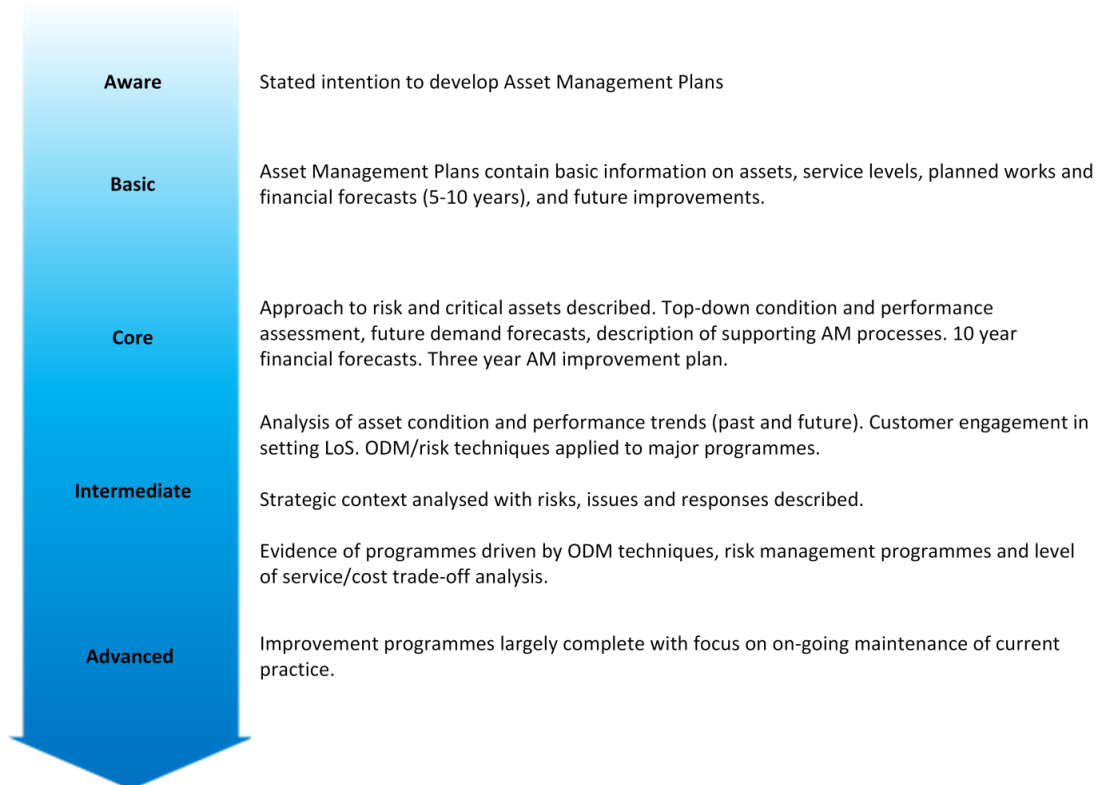 Aware
Stated intention to develop Asset Management Plans
Basic
Asset Management Plans contain basic information on assets, service levels, planned works and
financial forecasts (5-10 years), and future improvements.
Core
Approach to risk and critical assets described. Top-down condition and performance
assessment, future demand forecasts, description of supporting AM processes. 10 year
financial forecasts. Three year AM improvement plan.
Intermediate
Analysis of asset condition and performance trends (past and future). Customer engagement in
setting LoS. ODM/risk techniques applied to major programmes.
Strategic context analysed with risks, issues and responses described.
Evidence of programmes driven by ODM techniques, risk management programmes and level
of service/cost trade-off analysis.
Advanced
Improvement programmes largely complete with focus on on-going maintenance of current
practice.